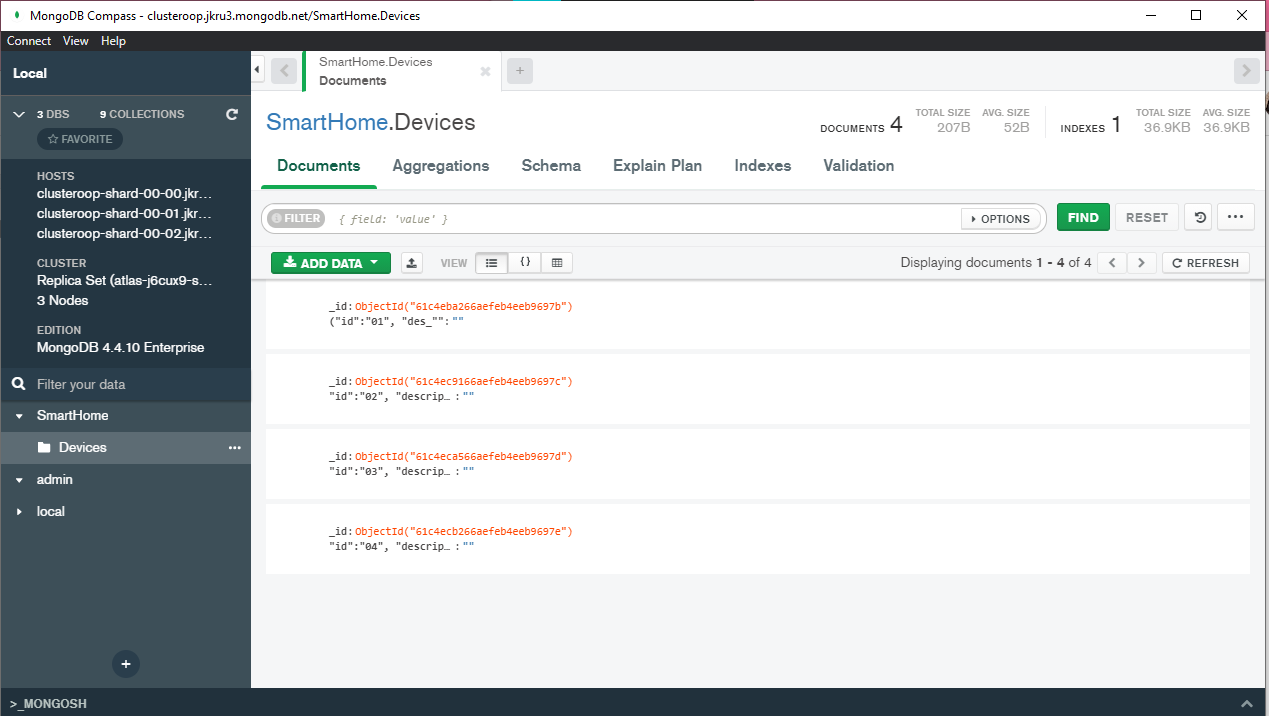 MongoDB Compass - clusteroop.jkru3.mongodb.net/SmartHome.Devices
Connect View Help
Local
3 DBS 9 COLLECTIONS
FAVORITE
HOSTS
clusteroop-shard-00-00.jkr...
clusteroop-shard-00-01.jkr...
clusteroop-shard-00-02.jkr...
CLUSTER
Replica Set (atlas-j6cux9-s...
3 Nodes
EDITION
MongoDB 4.4.10 Enterprise
Filter your data
SmartHome
Devices
admin
local
>_MONGOSH
SmartHome.Devices
Documents
SmartHome.Devices
DOCUMENTS 4 TOTAL SIZE 207B AVG. SIZE 52B INDEXES 1 TOTAL SIZE 36.9KB AVG. SIZE 36.9KB
Documents Aggregations Schema Explain Plan Indexes Validation
FILTER { field: 'value' } OPTIONS FIND RESET
ADD DATA VIEW {} Displaying documents 1 - 4 of 4 REFRESH
_id:ObjectId("61c4eba266aefeb4eeb9697b")
("id":"01", "des_"":""
_id:ObjectId("61c4ec9166aefeb4eeb9697c")
"id":"02", "descrip… :""
_id:ObjectId("61c4eca566aefeb4eeb9697d")
"id":"03", "descrip… :""
_id:ObjectId("61c4ecb266aefeb4eeb9697e")
"id":"04", "descrip… :""